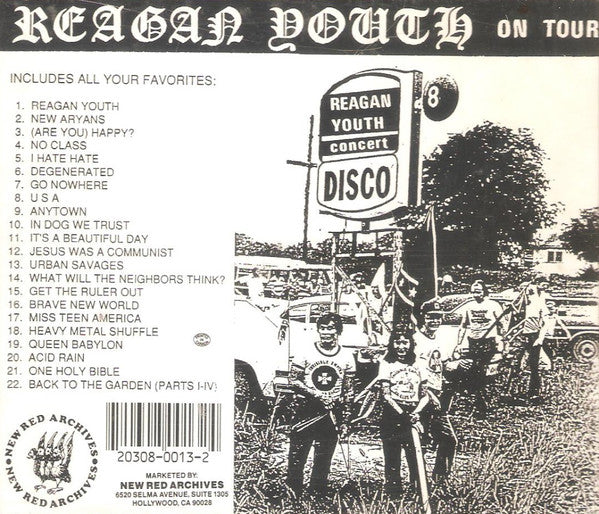 REAGAN YOUTH ON TOUR
INCLUDES ALL YOUR FAVORITES:
1. REAGAN YOUTH
2. NEW ARYANS
3. (ARE YOU) HAPPY?
4. NO CLASS
5. I HATE HATE
6. DEGENERATED
7. GO NOWHERE
8. U S A
9. ANYTOWN
10. IN DOG WE TRUST
11. IT'S A BEAUTIFUL DAY
12. JESUS WAS A COMMUNIST
13. URBAN SAVAGES
14. WHAT WILL THE NEIGHBORS THINK?
15. GET THE RULER OUT
16. BRAVE NEW WORLD
17. MISS TEEN AMERICA
18. HEAVY METAL SHUFFLE
19. QUEEN BABYLON
20. ACID RAIN
21. ONE HOLY BIBLE
22. BACK TO THE GARDEN (PARTS I-IV)
REAGAN
YOUTH
concert
DISCO
8
INVISIBLE EMPIRE
NEW RED ARCHIVES
NEW RED ARCHIVES
20308-0013-2
MARKETED BY:
NEW RED ARCHIVES
6520 SELMA AVENUE, SUITE 1305
HOLLYWOOD, CA 90028